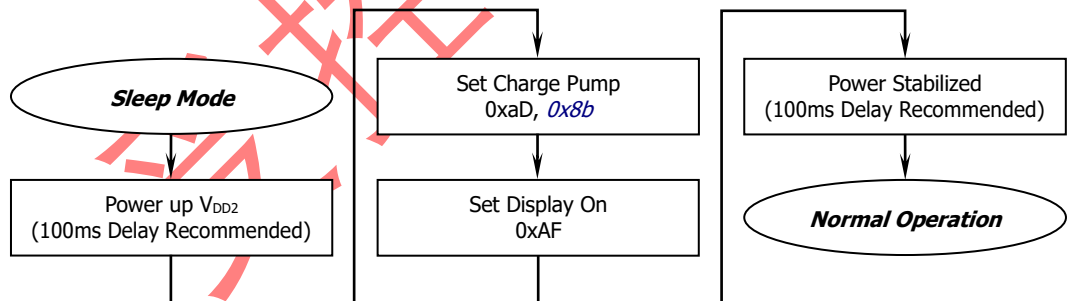 Sleep Mode
Power up VDD2
(100ms Delay Recommended)
Set Charge Pump
0xaD, 0x8b
Set Display On
0xAF
Power Stabilized
(100ms Delay Recommended)
Normal Operation